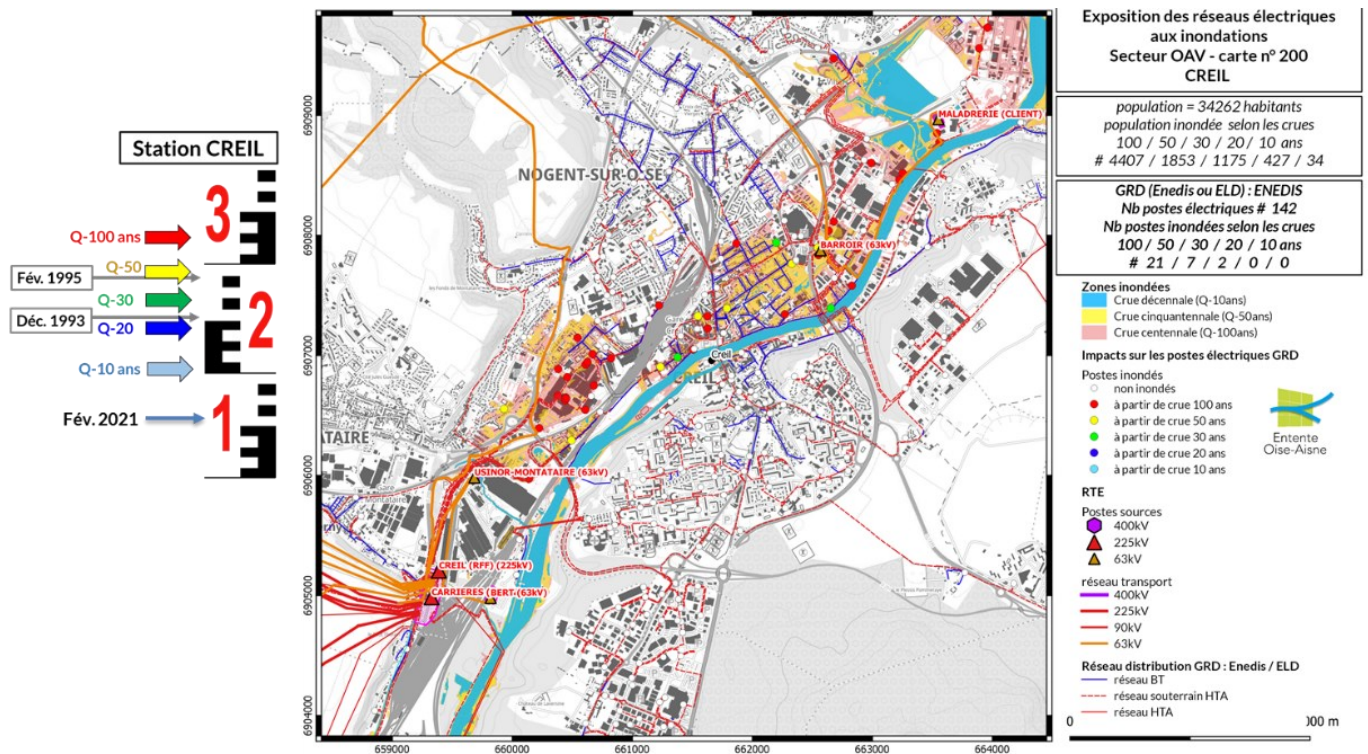 Station CREIL
3
Q-100 ans
Q-50
Fév. 1995
Q-30
Déc. 1993
Q-20
2
Q-10 ans
Fév. 2021
1
6909000
6908000
6907000
6906000
6905000
6904000
659000
660000
661000
662000
663000
664000
MALADRERIE (CLIENT)
NOGENT-SUR-OISE
BARROIR (63kV)
Gare
Creil
CREIL
ATAIRE
USINOR-MONTATAIRE (63kV)
Gare
Montataire
CREIL (RFF) (225kV)
CARRIERES (BERT (63kV)
Exposition des réseaus électriques
aux inondations
Secteur OAV - carte n° 200
CREIL
population = 34262 habitants
population inondée selon les crues
100 / 50 / 30 / 20 / 10 ans
# 4407 / 1853 / 1175 / 427 / 34
GRD (Enedis ou ELD) : ENEDIS
Nb postes électriques # 142
Nb postes inondées selon les crues
100 / 50 / 30 / 20 / 10 ans
# 21 / 7 / 2 / 0 / 0
Zones inondées
Crue décennale (Q-10ans)
Crue cinquantennale (Q-50ans)
Crue centennale (Q-100ans)
Impacts sur les postes électriques GRD
Postes inondés
non inondés
à partir de crue 100 ans
à partir de crue 50 ans
à partir de crue 30 ans
à partir de crue 20 ans
à partir de crue 10 ans
Entente
Oise-Aisne
RTE
Postes sources
400kV
225kV
63kV
réseau transport
400kV
225kV
90kV
63kV
Réseau distribution GRD : Enedis / ELD
réseau BT
réseau souterrain HTA
réseau HTA
0
000 m